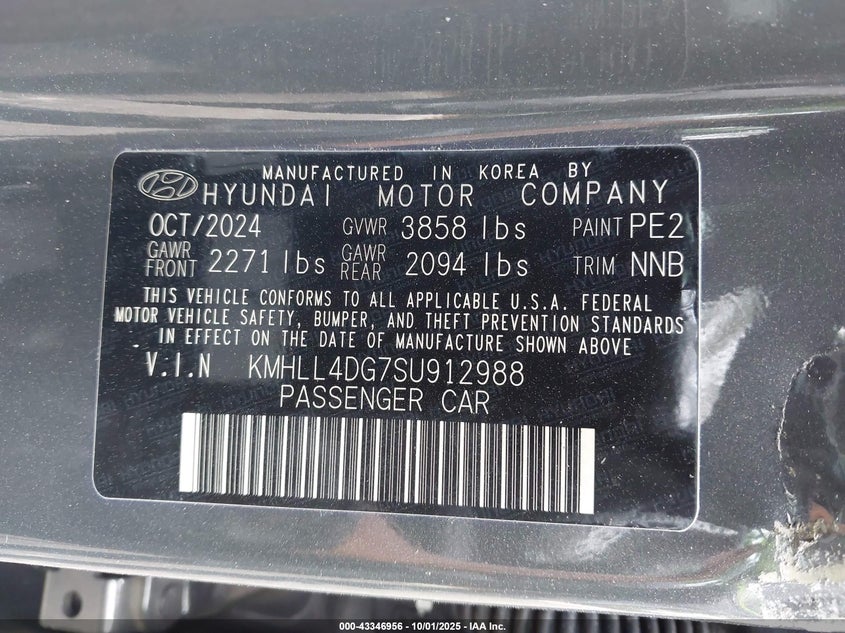 MANUFACTURED IN KOREA BY
HYUNDAI MOTOR COMPANY
OCT/2024 GVWR 3858 lbs PAINT PE2
GAWR FRONT 2271 lbs GAWR REAR 2094 lbs TRIM NNB
THIS VEHICLE CONFORMS TO ALL APPLICABLE U.S.A. FEDERAL
MOTOR VEHICLE SAFETY, BUMPER, AND THEFT PREVENTION STANDARDS
IN EFFECT ON THE DATE OF MANUFACTURE SHOWN ABOVE
V.I.N KMHLL4DG7SU912988
PASSENGER CAR
000-43346956 - 10/01/2025 - IAA Inc.